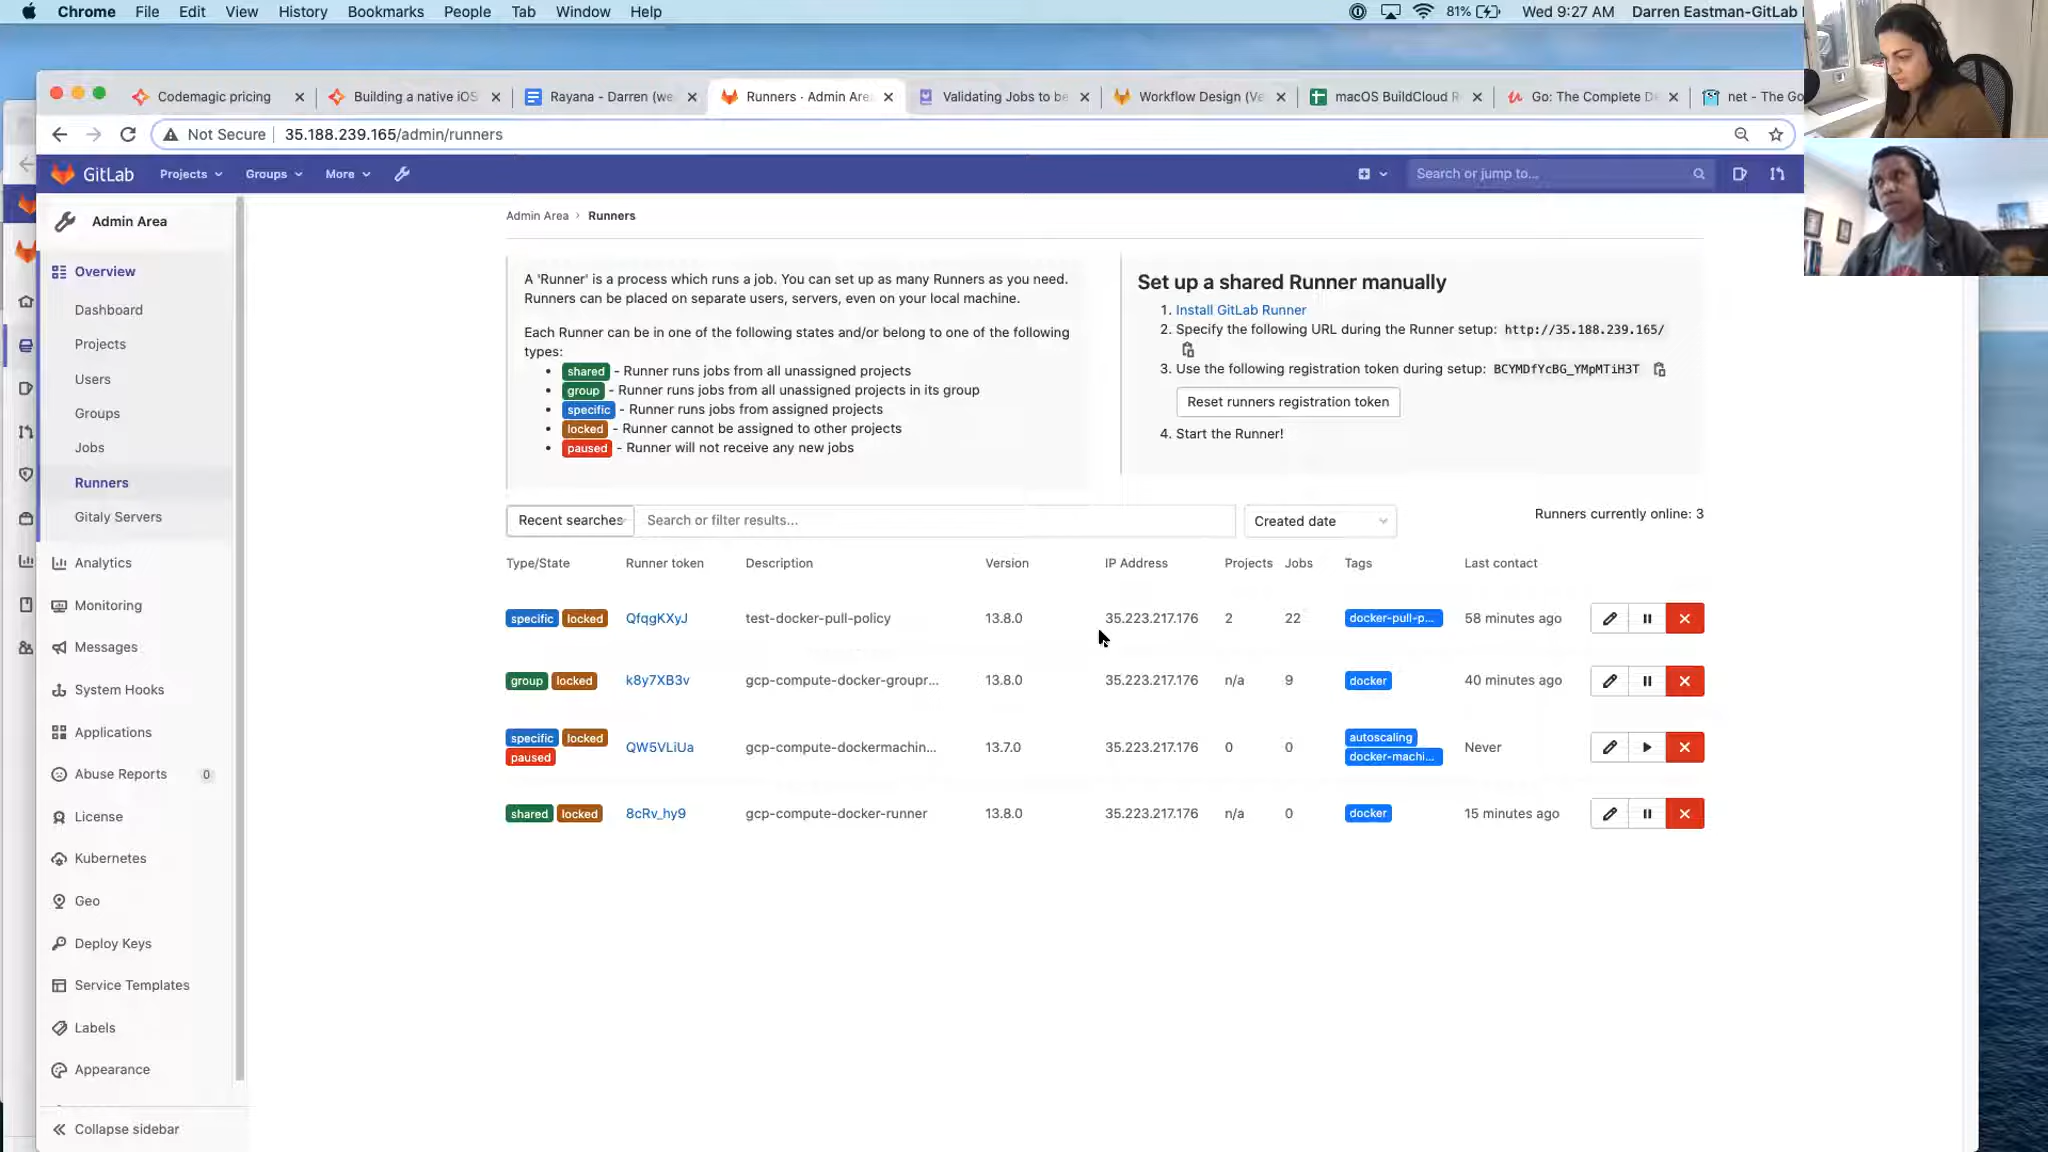 Chrome File Edit View History Bookmarks People Tab Window Help
81% Wed 9:27 AM Darren Eastman-GitLab
Codemagic pricing
Building a native iOS
Rayana - Darren (we
Runners · Admin Area
Validating Jobs to be
Workflow Design (Ve
macOS BuildCloud R
Go: The Complete D
net - The Go
Not Secure 35.188.239.165/admin/runners
GitLab Projects Groups More
Search or jump to...
Admin Area
Overview
Dashboard
Projects
Users
Groups
Jobs
Runners
Gitaly Servers
Analytics
Monitoring
Messages
System Hooks
Applications
Abuse Reports 0
License
Kubernetes
Geo
Deploy Keys
Service Templates
Labels
Appearance
Collapse sidebar
Admin Area › Runners
A 'Runner' is a process which runs a job. You can set up as many Runners as you need.
Runners can be placed on separate users, servers, even on your local machine.
Each Runner can be in one of the following states and/or belong to one of the following
types:
• shared - Runner runs jobs from all unassigned projects
• group - Runner runs jobs from all unassigned projects in its group
• specific - Runner runs jobs from assigned projects
• locked - Runner cannot be assigned to other projects
• paused - Runner will not receive any new jobs
Set up a shared Runner manually
1. Install GitLab Runner
2. Specify the following URL during the Runner setup: http://35.188.239.165/
3. Use the following registration token during setup: BCYMDfYcBG_YMpMTiH3T
Reset runners registration token
4. Start the Runner!
Recent searches Search or filter results... Created date
Runners currently online: 3
Type/State Runner token Description Version IP Address Projects Jobs Tags Last contact
specific locked QfqgKXyJ test-docker-pull-policy 13.8.0 35.223.217.176 2 22 docker-pull-p... 58 minutes ago
group locked k8y7XB3v gcp-compute-docker-groupr... 13.8.0 35.223.217.176 n/a 9 docker 40 minutes ago
specific locked paused QW5VLiUa gcp-compute-dockermachin... 13.7.0 35.223.217.176 0 0 autoscaling docker-machi... Never
shared locked 8cRv_hy9 gcp-compute-docker-runner 13.8.0 35.223.217.176 n/a 0 docker 15 minutes ago